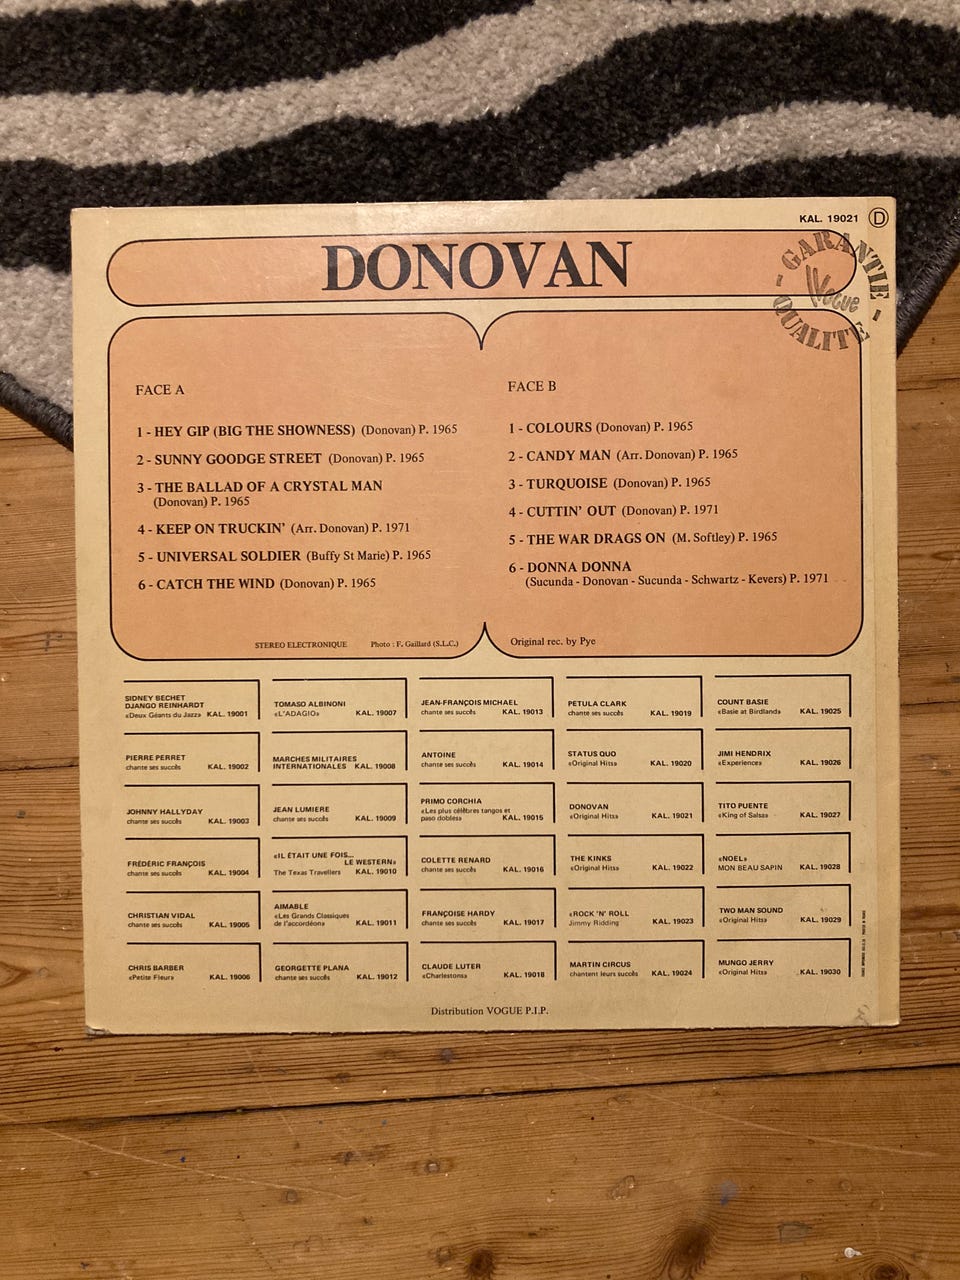 KAL. 19021 D
DONOVAN
- GARANTIE -
Vogue
QUALITÉ
FACE A
1 - HEY GIP (BIG THE SHOWNESS) (Donovan) P. 1965
2 - SUNNY GOODGE STREET (Donovan) P. 1965
3 - THE BALLAD OF A CRYSTAL MAN
(Donovan) P. 1965
4 - KEEP ON TRUCKIN' (Arr. Donovan) P. 1971
5 - UNIVERSAL SOLDIER (Buffy St Marie) P. 1965
6 - CATCH THE WIND (Donovan) P. 1965
STEREO ELECTRONIQUE Photo : F. Gaillard (S.L.C.)
FACE B
1 - COLOURS (Donovan) P. 1965
2 - CANDY MAN (Arr. Donovan) P. 1965
3 - TURQUOISE (Donovan) P. 1965
4 - CUTTIN' OUT (Donovan) P. 1971
5 - THE WAR DRAGS ON (M. Softley) P. 1965
6 - DONNA DONNA
(Sucunda - Donovan - Sucunda - Schwartz - Kevers) P. 1971
Original rec. by Pye
SIDNEY BECHET
DJANGO REINHARDT
«Deux Géants du Jazz» KAL. 19001
PIERRE PERRET
chante ses succès KAL. 19002
JOHNNY HALLYDAY
chante ses succès KAL. 19003
FRÉDÉRIC FRANÇOIS
chante ses succès KAL. 19004
CHRISTIAN VIDAL
chante ses succès KAL. 19005
CHRIS BARBER
«Petite Fleur» KAL. 19006
TOMASO ALBINONI
«L'ADAGIO» KAL. 19007
MARCHES MILITAIRES
INTERNATIONALES KAL. 19008
JEAN LUMIERE
chante ses succès KAL. 19009
«IL ÉTAIT UNE FOIS...
LE WESTERN»
The Texas Travellers KAL. 19010
AIMABLE
«Les Grands Classiques
de l'accordéon» KAL. 19011
GEORGETTE PLANA
chante ses succès KAL. 19012
JEAN-FRANÇOIS MICHAEL
chante ses succès KAL. 19013
ANTOINE
chante ses succès KAL. 19014
PRIMO CORCHIA
«Les plus célèbres tangos et
paso dobles» KAL. 19015
COLETTE RENARD
chante ses succès KAL. 19016
FRANÇOISE HARDY
chante ses succès KAL. 19017
CLAUDE LUTER
«Charleston» KAL. 19018
PETULA CLARK
chante ses succès KAL. 19019
STATUS QUO
«Original Hits» KAL. 19020
DONOVAN
«Original Hits» KAL. 19021
THE KINKS
«Original Hits» KAL. 19022
«ROCK 'N' ROLL
Jimmy Ridding KAL. 19023
MARTIN CIRCUS
chantent leurs succès KAL. 19024
COUNT BASIE
«Basie at Birdland» KAL. 19025
JIMI HENDRIX
«Experience» KAL. 19026
TITO PUENTE
«King of Salsa» KAL. 19027
«NOEL»
MON BEAU SAPIN KAL. 19028
TWO MAN SOUND
«Original Hits» KAL. 19029
MUNGO JERRY
«Original Hits» KAL. 19030
Distribution VOGUE P.I.P.